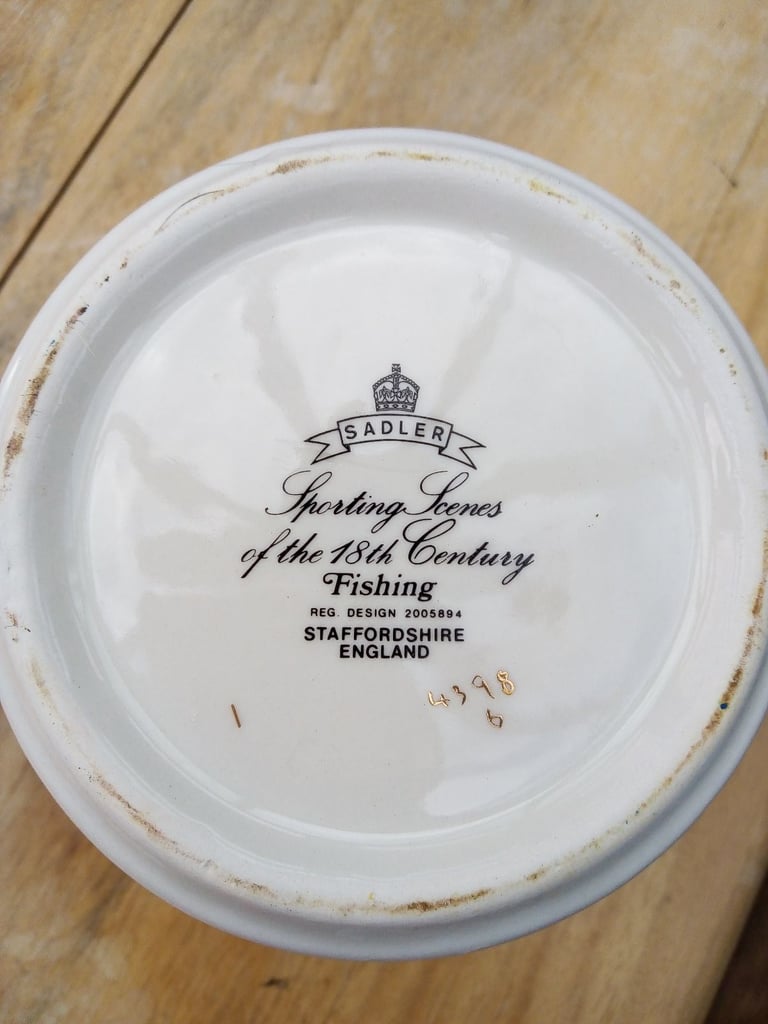 SADLER
Sporting Scenes
of the 18th Century
Fishing
REG. DESIGN 2005894
STAFFORDSHIRE
ENGLAND
4398
6
1